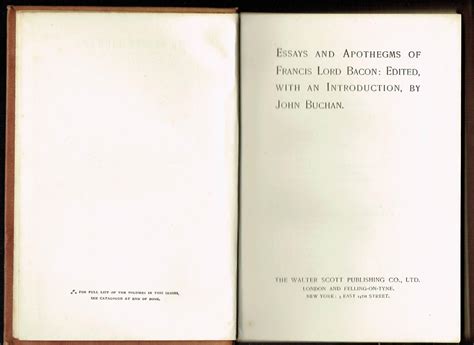 ⁂ FOR FULL LIST OF THE VOLUMES IN THIS SERIES,
SEE CATALOGUE AT END OF BOOK.
ESSAYS AND APOTHEGMS OF
FRANCIS LORD BACON: EDITED,
WITH AN INTRODUCTION, BY
JOHN BUCHAN.
THE WALTER SCOTT PUBLISHING CO., LTD.
LONDON AND FELLING-ON-TYNE.
NEW YORK: 3 EAST 14TH STREET.